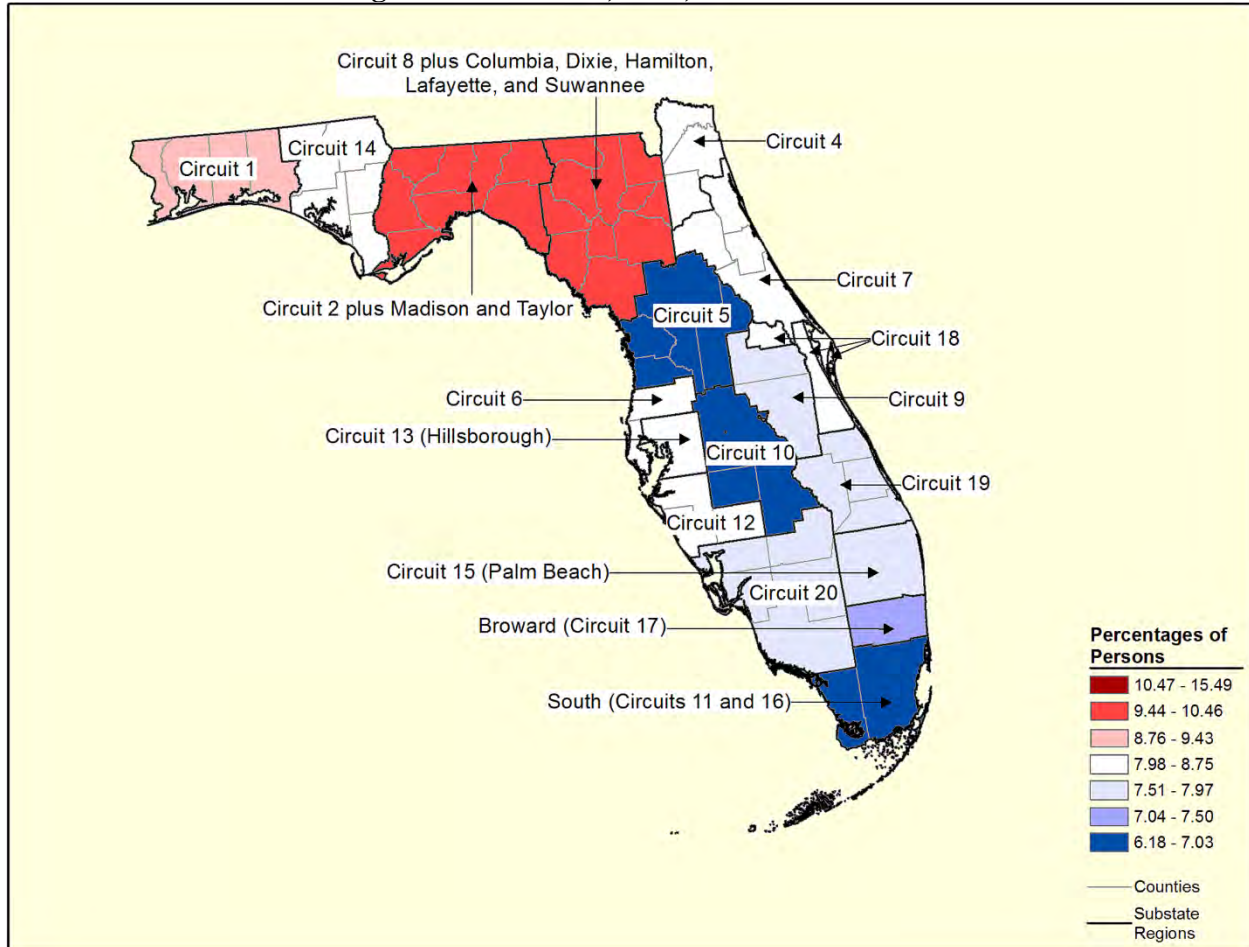 Circuit 8 plus Columbia, Dixie, Hamilton,
Lafayette, and Suwannee
Circuit 4
Circuit 14
Circuit 1
Circuit 7
Circuit 2 plus Madison and Taylor
Circuit 5
Circuit 18
Circuit 6
Circuit 9
Circuit 13 (Hillsborough)
Circuit 10
Circuit 19
Circuit 12
Circuit 15 (Palm Beach)
Circuit 20
Broward (Circuit 17)
South (Circuits 11 and 16)
Percentages of
Persons
10.47 - 15.49
9.44 - 10.46
8.76 - 9.43
7.98 - 8.75
7.51 - 7.97
7.04 - 7.50
6.18 - 7.03
Counties
Substate
Regions